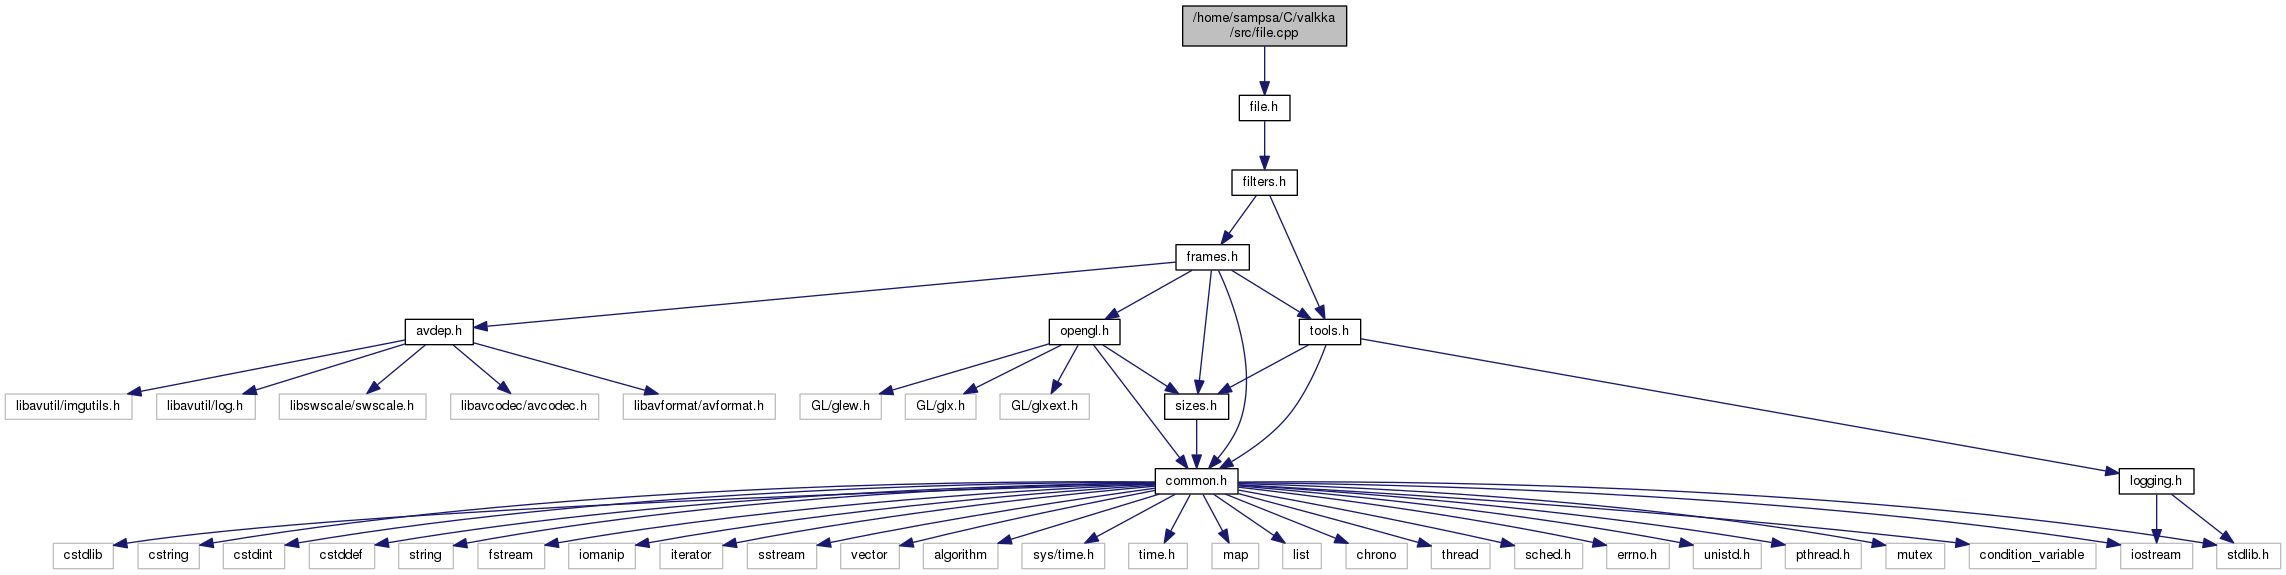 /home/sampsa/C/valkka
/src/file.cpp
file.h
filters.h
frames.h
avdep.h
opengl.h
tools.h
libavutil/imgutils.h
libavutil/log.h
libswscale/swscale.h
libavcodec/avcodec.h
libavformat/avformat.h
GL/glew.h
GL/glx.h
GL/glxext.h
sizes.h
common.h
logging.h
cstdlib
cstring
cstdint
cstddef
string
fstream
iomanip
iterator
sstream
vector
algorithm
sys/time.h
time.h
map
list
chrono
thread
sched.h
errno.h
unistd.h
pthread.h
mutex
condition_variable
iostream
stdlib.h